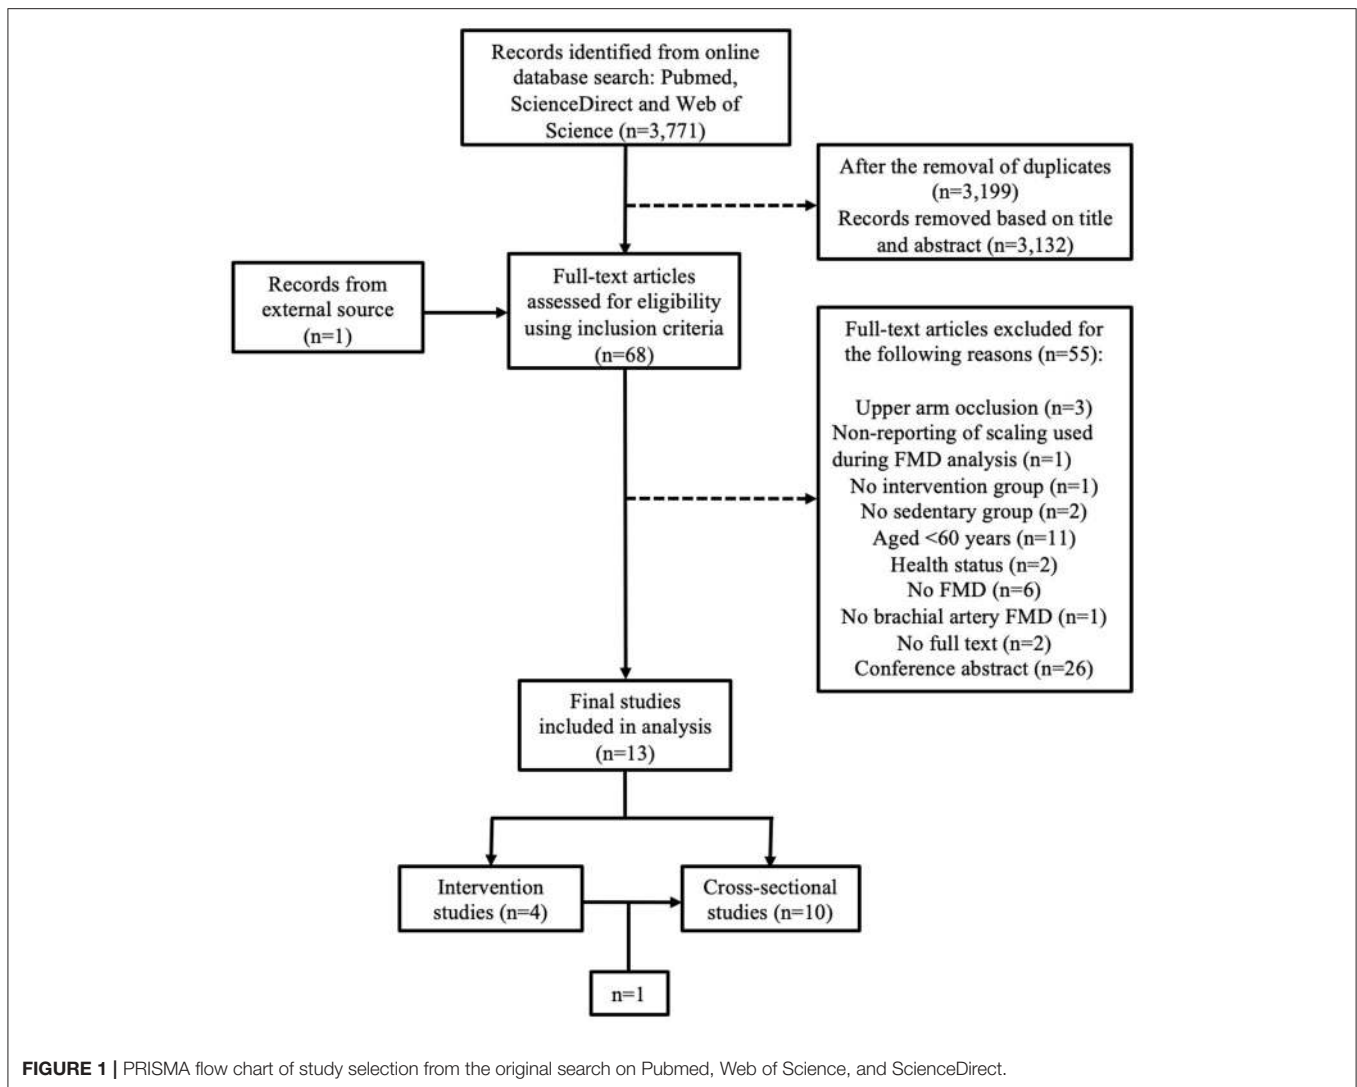 Records identified from online
database search: Pubmed,
ScienceDirect and Web of
Science (n=3,771)
After the removal of duplicates
(n=3,199)
Records removed based on title
and abstract (n=3,132)
Records from
external source
(n=1)
Full-text articles
assessed for eligibility
using inclusion criteria
(n=68)
Full-text articles excluded for
the following reasons (n=55):
Upper arm occlusion (n=3)
Non-reporting of scaling used
during FMD analysis (n=1)
No intervention group (n=1)
No sedentary group (n=2)
Aged <60 years (n=11)
Health status (n=2)
No FMD (n=6)
No brachial artery FMD (n=1)
No full text (n=2)
Conference abstract (n=26)
Final studies
included in analysis
(n=13)
Intervention
studies (n=4)
Cross-sectional
studies (n=10)
n=1
FIGURE 1 | PRISMA flow chart of study selection from the original search on Pubmed, Web of Science, and ScienceDirect.